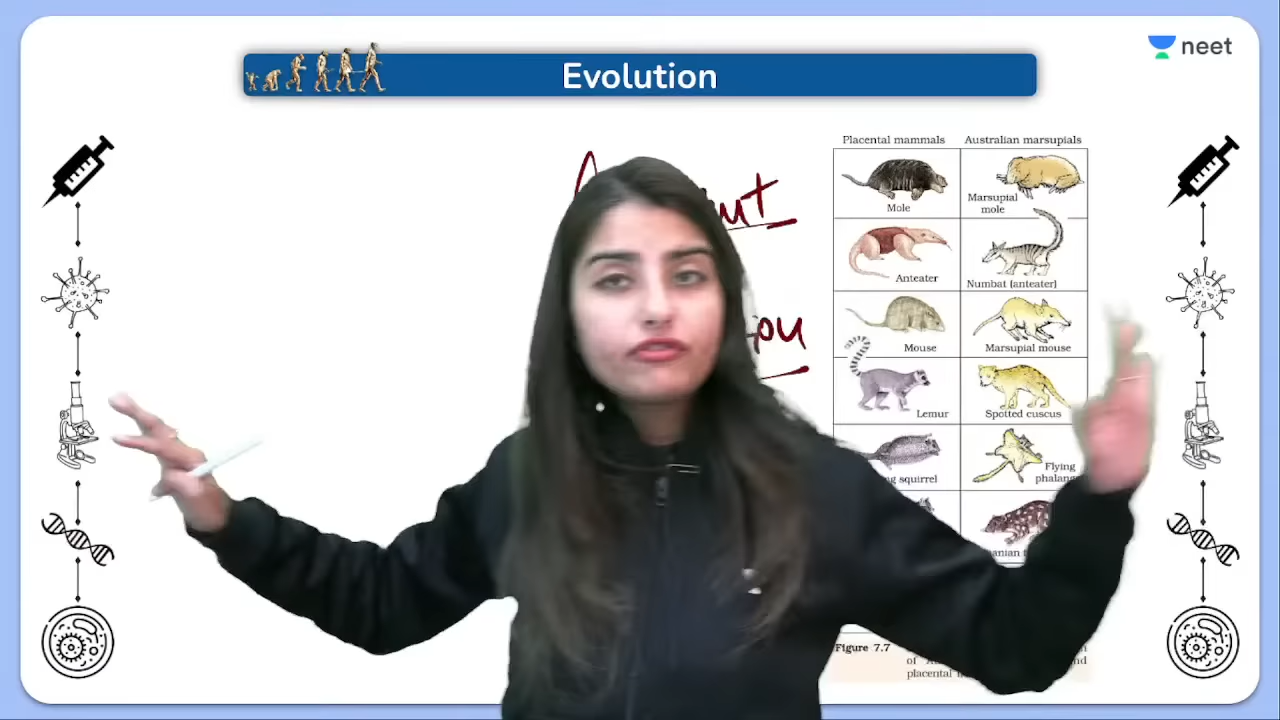 neet
Evolution
Placental mammals
Australian marsupials
Mole
Marsupial
mole
Anteater
Numbat (anteater)
Mouse
Marsupial mouse
Lemur
Spotted cuscus
squirrel
Flying
Figure 7.7
of
placental